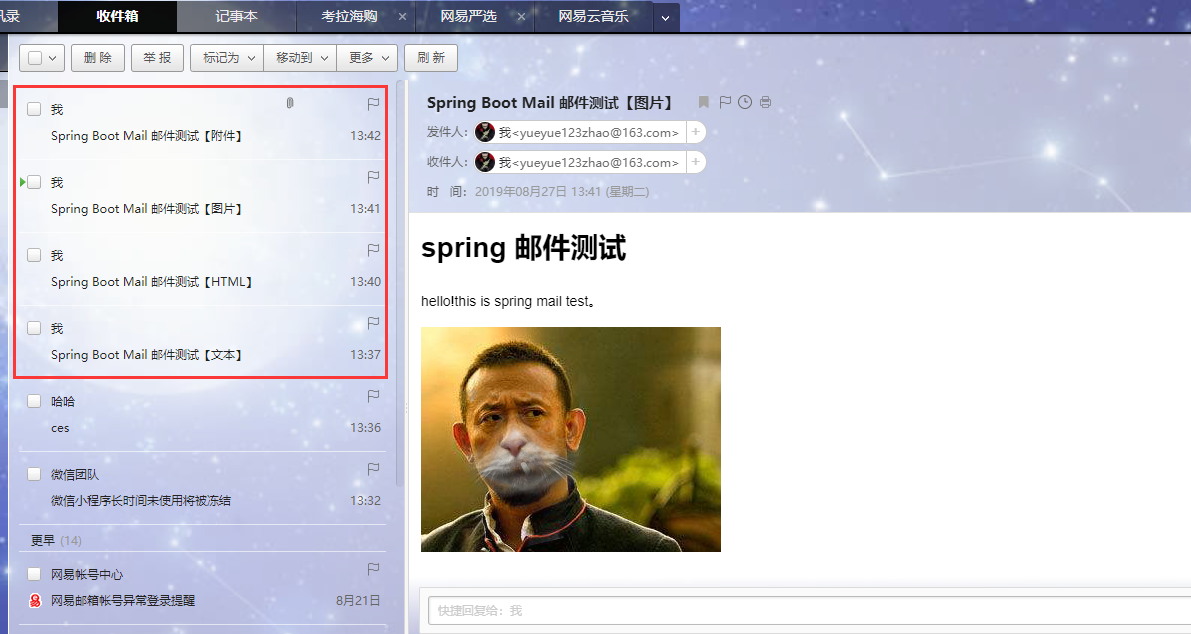 讯录 收件箱 记事本 考拉海购 × 网易严选 × 网易云音乐
删 除 举 报 标记为 移动到 更多 刷 新
我
Spring Boot Mail 邮件测试【附件】 13:42
我
Spring Boot Mail 邮件测试【图片】 13:41
我
Spring Boot Mail 邮件测试【HTML】 13:40
我
Spring Boot Mail 邮件测试【文本】 13:37
哈哈
ces 13:36
微信团队
微信小程序长时间未使用将被冻结 13:32
更早 (14)
网易帐号中心
网易邮箱帐号异常登录提醒 8月21日
Spring Boot Mail 邮件测试【图片】
发件人： 我<yueyue123zhao@163.com> +
收件人： 我<yueyue123zhao@163.com> +
时 间： 2019年08月27日 13:41 (星期二)
spring 邮件测试
hello!this is spring mail test。
快捷回复给：我